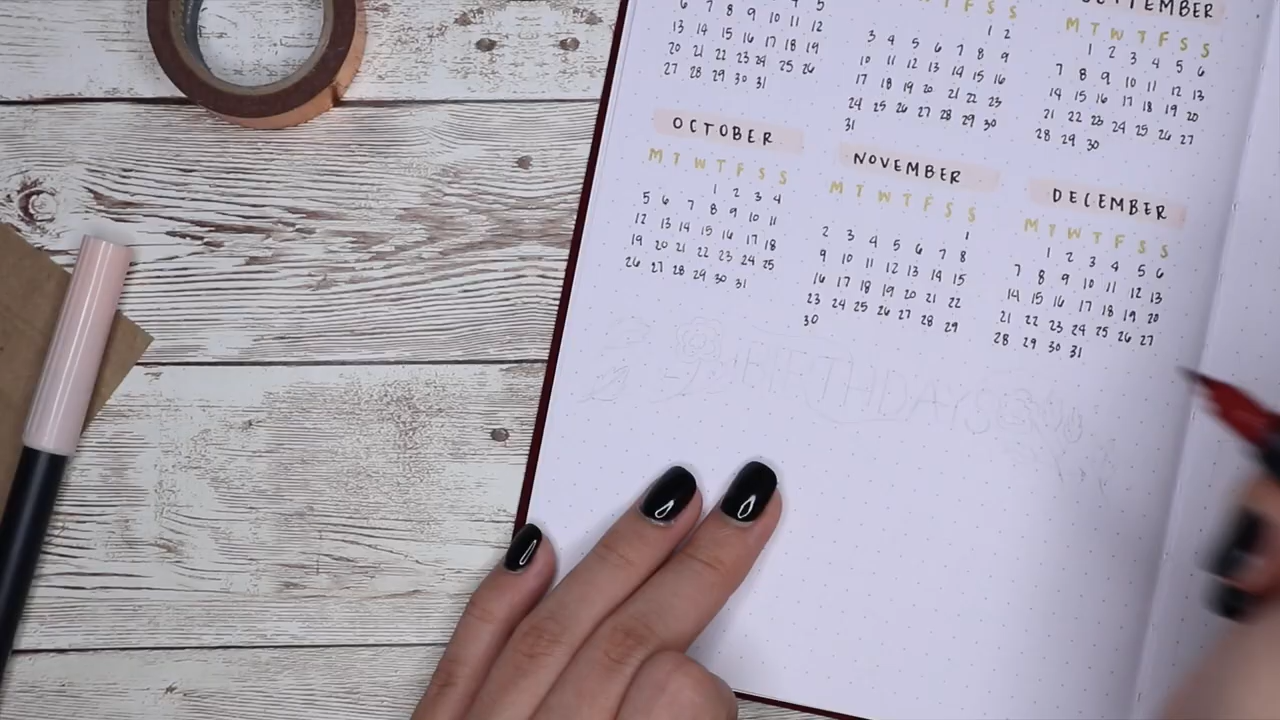 5
6 7 8 9 10 11 12
13 14 15 16 17 18 19
20 21 22 23 24 25 26
27 28 29 30 31
T F S S
1 2
3 4 5 6 7 8 9
10 11 12 13 14 15 16
17 18 19 20 21 22 23
24 25 26 27 28 29 30
31
SEPTEMBER
M T W T F S S
1 2 3 4 5 6
7 8 9 10 11 12 13
14 15 16 17 18 19 20
21 22 23 24 25 26 27
28 29 30
OCTOBER
M T W T F S S
1 2 3 4
5 6 7 8 9 10 11
12 13 14 15 16 17 18
19 20 21 22 23 24 25
26 27 28 29 30 31
NOVEMBER
M T W T F S S
1
2 3 4 5 6 7 8
9 10 11 12 13 14 15
16 17 18 19 20 21 22
23 24 25 26 27 28 29
30
DECEMBER
M T W T F S S
1 2 3 4 5 6
7 8 9 10 11 12 13
14 15 16 17 18 19 20
21 22 23 24 25 26 27
28 29 30 31
BIRTHDAYS